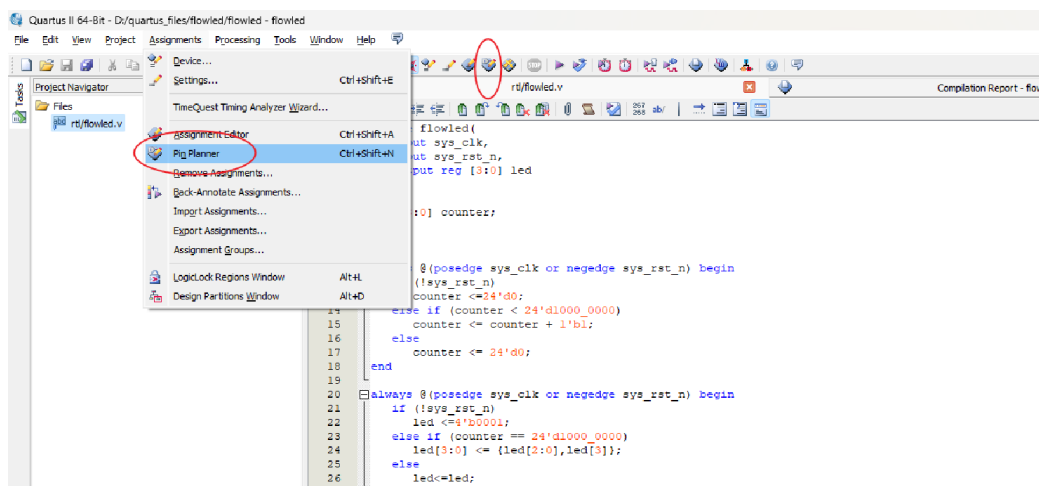 Quartus II 64-Bit - D:/quartus_files/flowled/flowled - flowled
File Edit View Project Assignments Processing Tools Window Help
Tasks
Project Navigator
Files
rtl/flowled.v
Device...
Settings... Ctrl+Shift+E
TimeQuest Timing Analyzer Wizard...
Assignment Editor Ctrl+Shift+A
Pin Planner Ctrl+Shift+N
Remove Assignments...
Back-Annotate Assignments...
Import Assignments...
Export Assignments...
Assignment Groups...
LogicLock Regions Window Alt+L
Design Partitions Window Alt+D
STOP
rtl/flowled.v
Compilation Report - flow
267
268
ab/
flowled(
ut sys_clk,
ut sys_rst_n,
put reg [3:0] led
:0] counter;
@(posedge sys_clk or negedge sys_rst_n) begin
(!sys_rst_n)
counter <=24'd0;
14 else if (counter < 24'd1000_0000)
15 counter <= counter + 1'b1;
16 else
17 counter <= 24'd0;
18 end
19
20 always @(posedge sys_clk or negedge sys_rst_n) begin
21 if (!sys_rst_n)
22 led <=4'b0001;
23 else if (counter == 24'd1000_0000)
24 led[3:0] <= {led[2:0],led[3]};
25 else
26 led<=led;